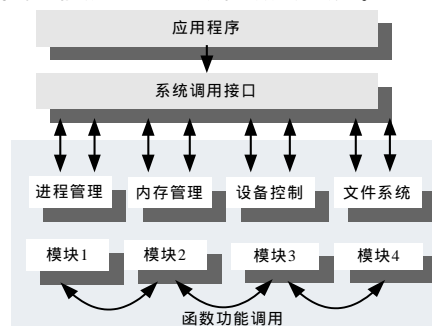 应用程序
系统调用接口
进程管理 内存管理 设备控制 文件系统
模块1 模块2 模块3 模块4
函数功能调用